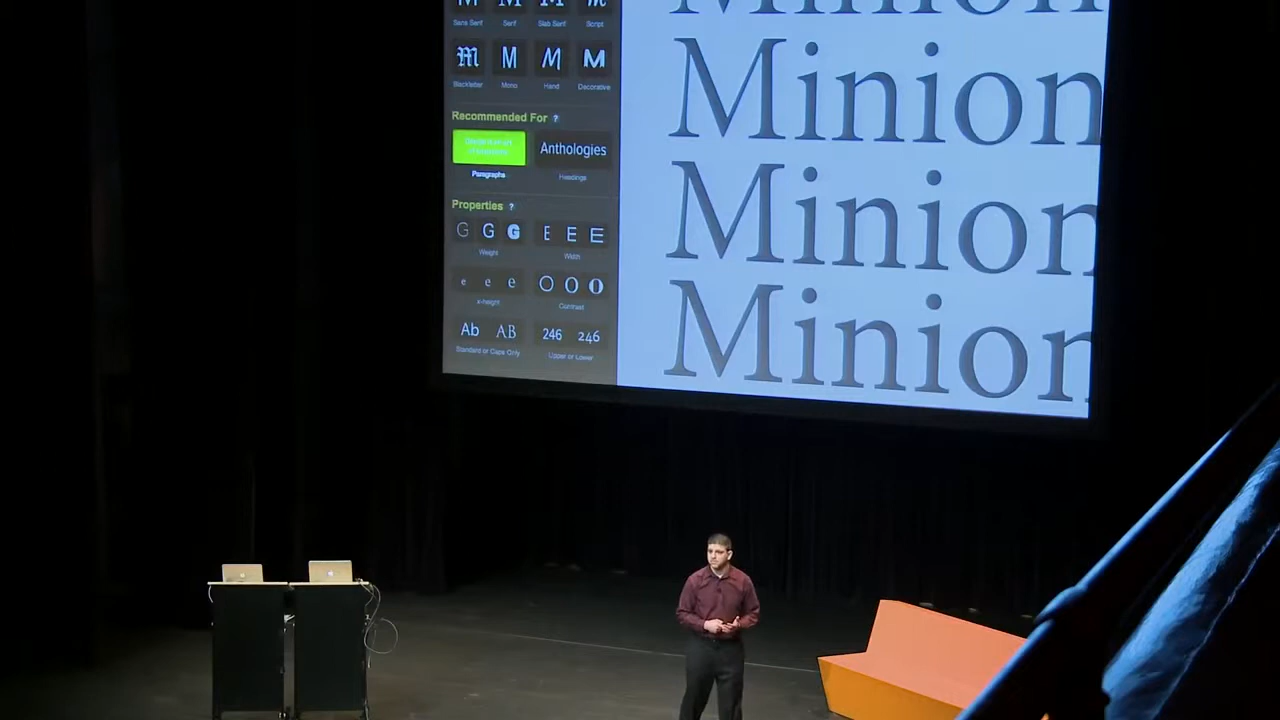 Minion
M M M m
Sans Serif Serif Slab Serif Script
M M M M
Blackletter Mono Hand Decorative
Minion
Recommended For ?
Anthologies
Paragraphs Headings
Minion
Properties ?
G G G E E E
Weight Width
e e e O O O
x-height Contrast
Minion
Ab AB 246 246
Standard or Caps Only Upper or Lower